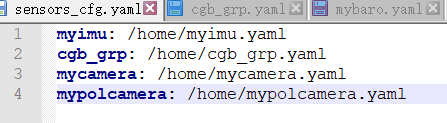 sensors_cfg.yaml cgb_grp.yaml mybaro.yaml
1 myimu: /home/myimu.yaml
2 cgb_grp: /home/cgb_grp.yaml
3 mycamera: /home/mycamera.yaml
4 mypolcamera: /home/mypolcamera.yaml